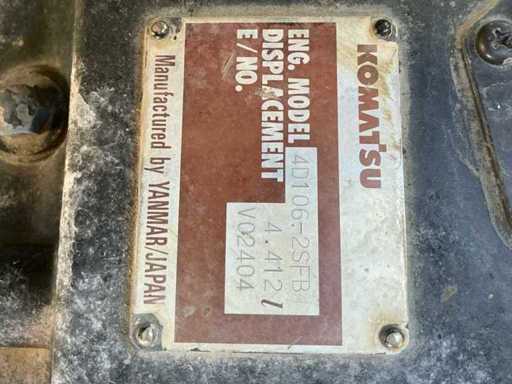 KOMATSU
ENG. MODEL 4D106-2SFB
DISPLACEMENT 4.412 l
E/NO. V02404
Manufactured by YANMAR/JAPAN